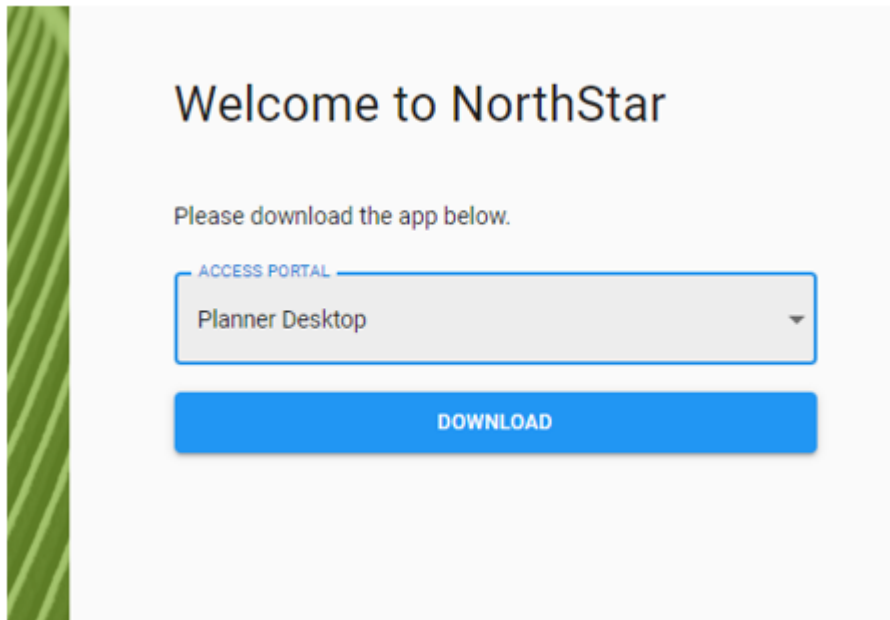 Welcome to NorthStar
Please download the app below.
ACCESS PORTAL
Planner Desktop
DOWNLOAD